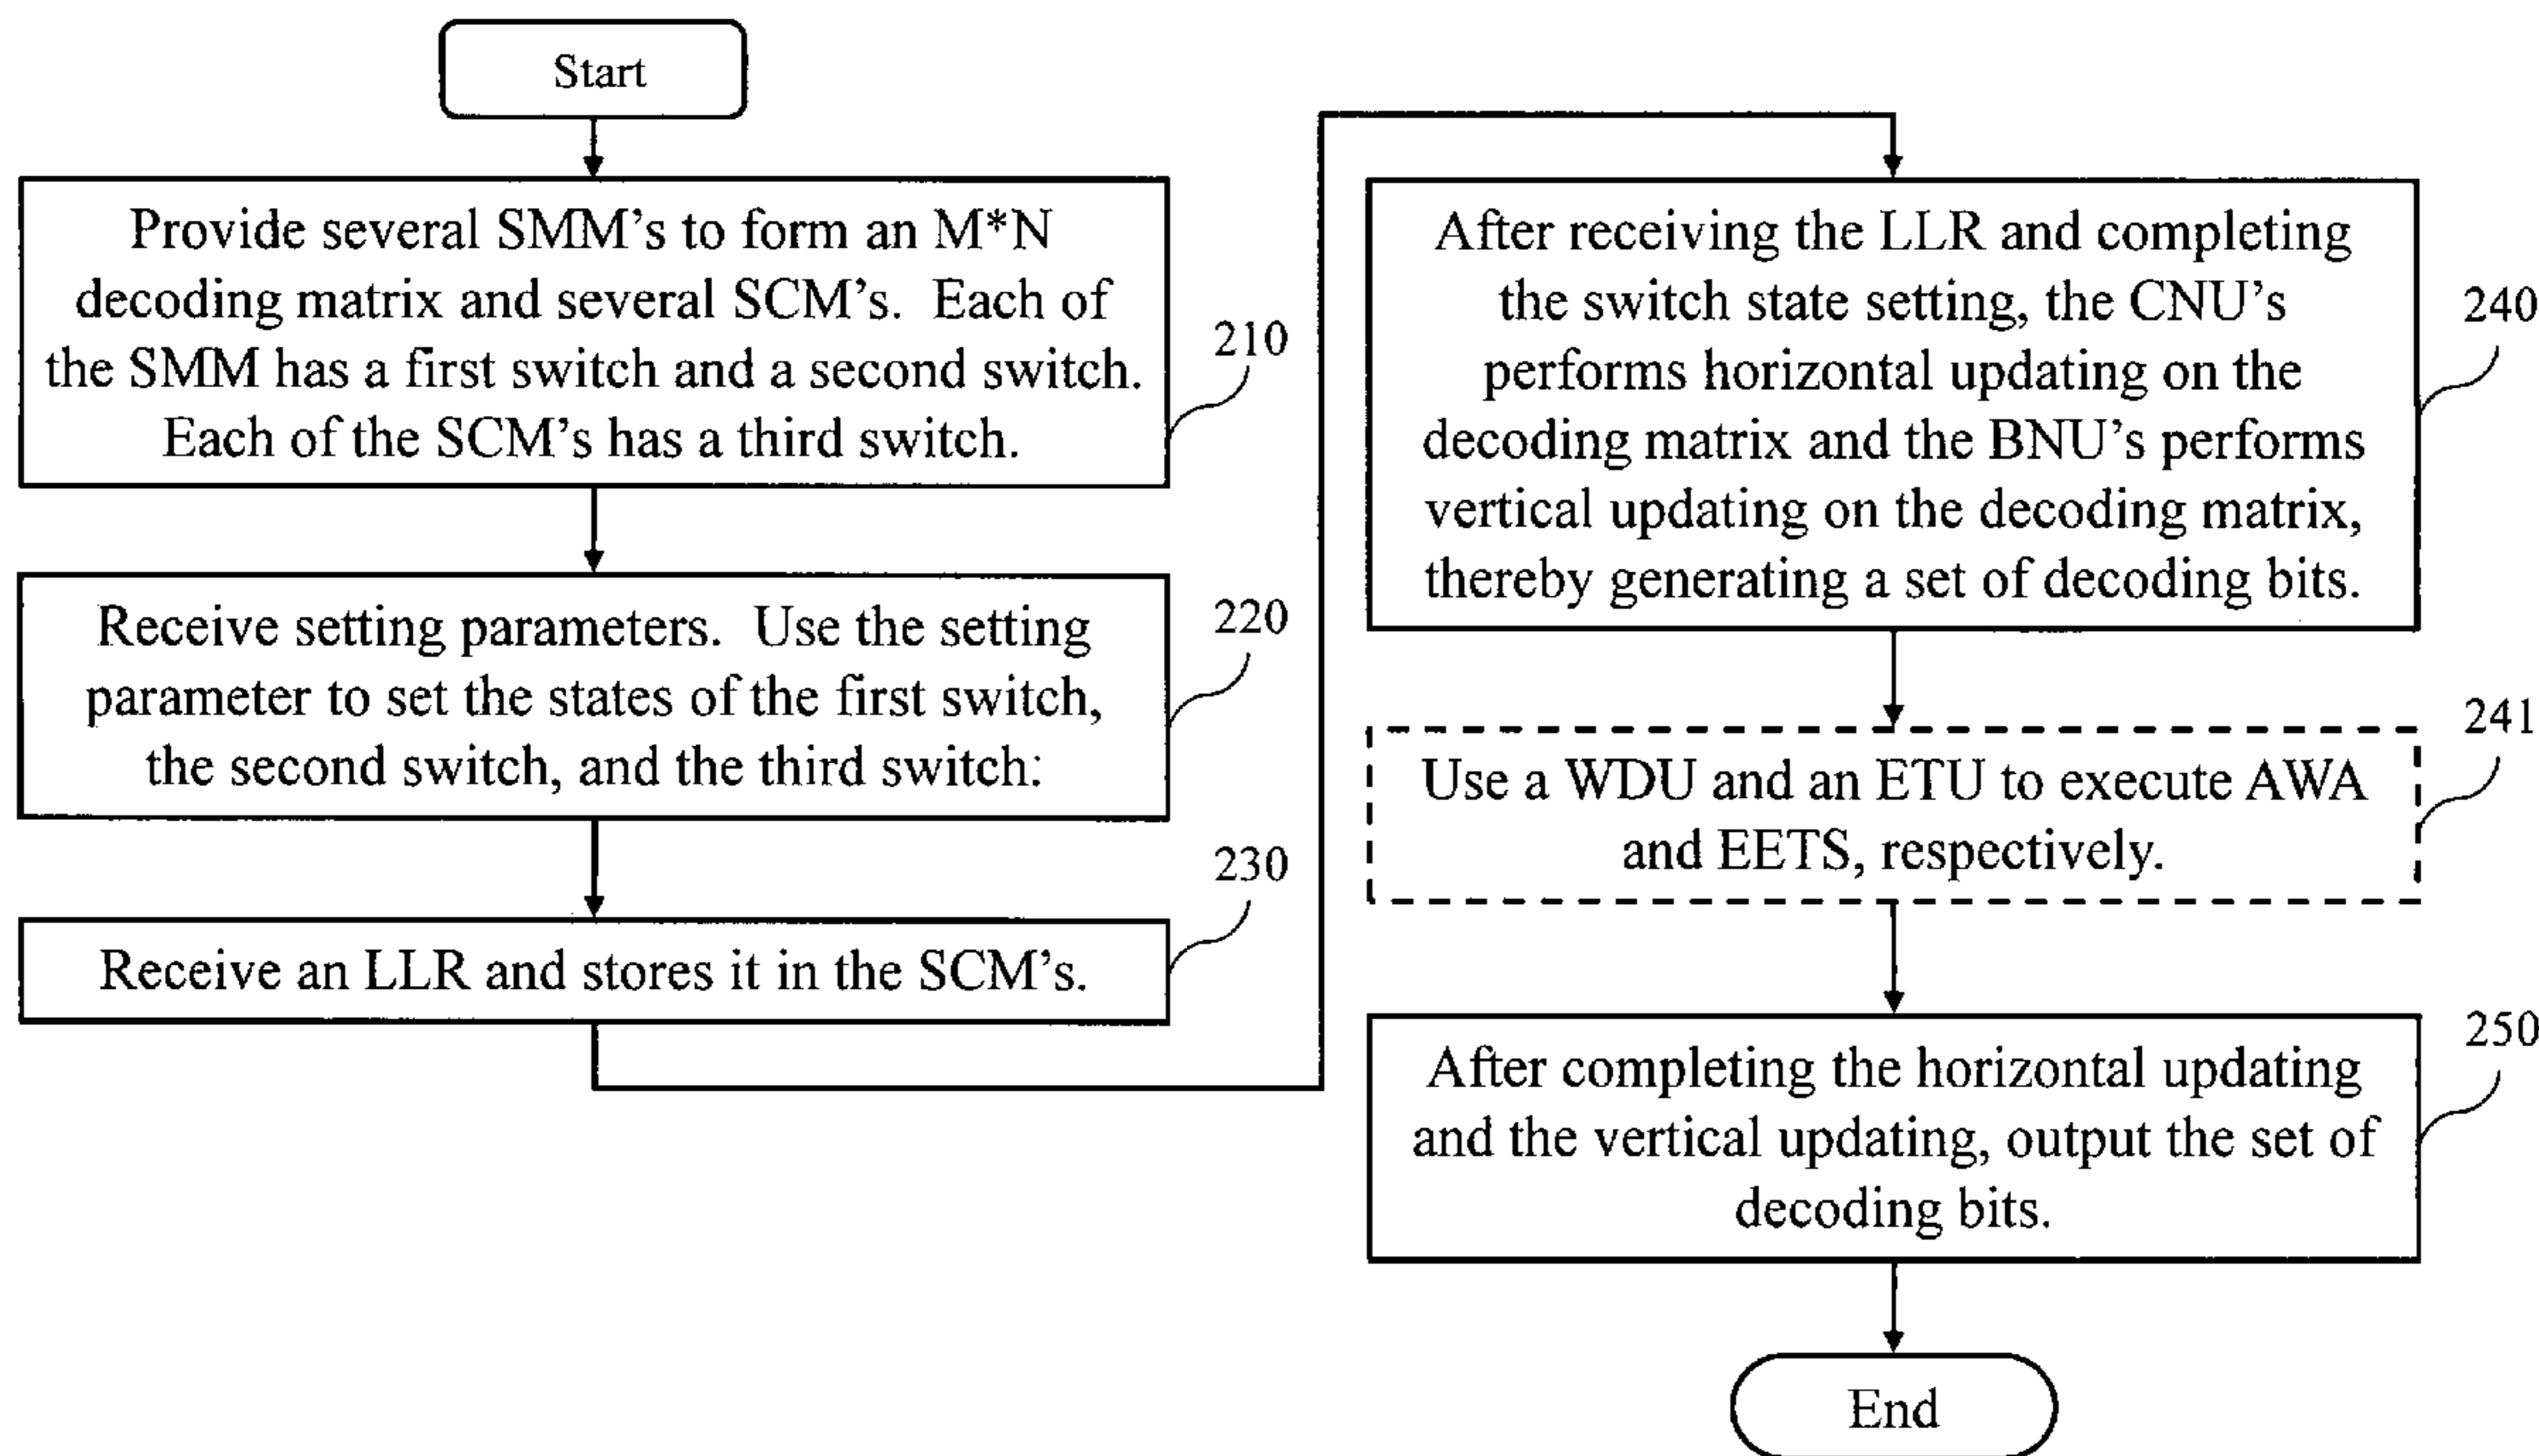 Start
Provide several SMM's to form an M*N
decoding matrix and several SCM's. Each of
the SMM has a first switch and a second switch.
Each of the SCM's has a third switch.
210
Receive setting parameters. Use the setting
parameter to set the states of the first switch,
the second switch, and the third switch:
220
Receive an LLR and stores it in the SCM's.
230
After receiving the LLR and completing
the switch state setting, the CNU's
performs horizontal updating on the
decoding matrix and the BNU's performs
vertical updating on the decoding matrix,
thereby generating a set of decoding bits.
240
Use a WDU and an ETU to execute AWA
and EETS, respectively.
241
After completing the horizontal updating
and the vertical updating, output the set of
decoding bits.
250
End